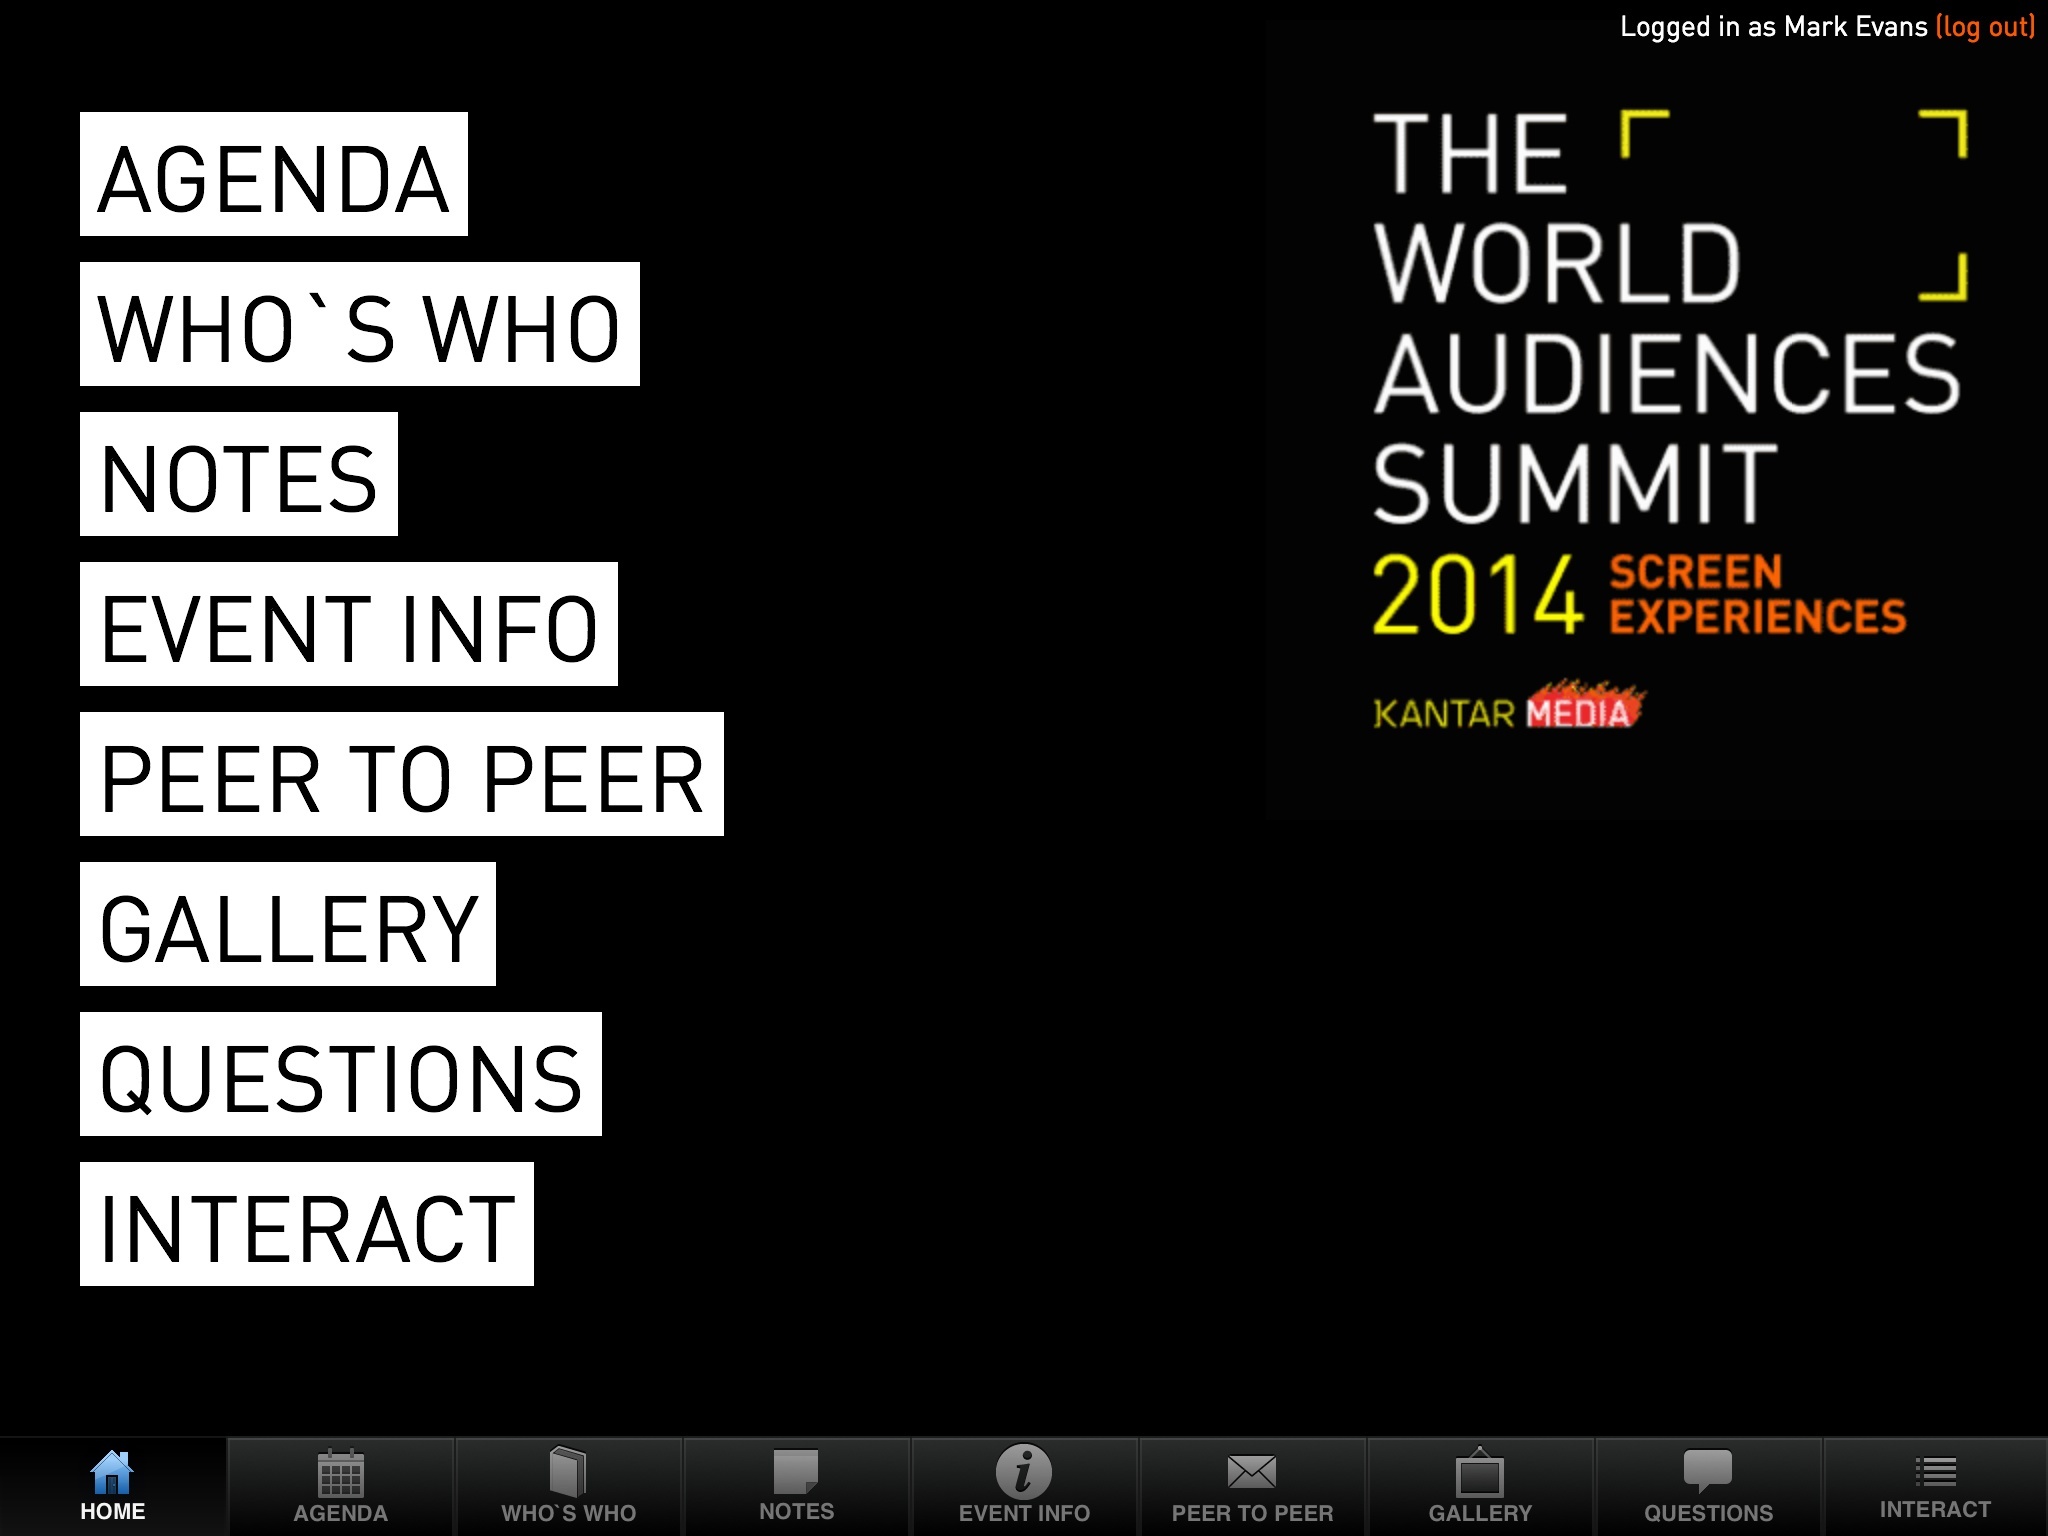 Logged in as Mark Evans (log out)
AGENDA
WHO`S WHO
NOTES
EVENT INFO
PEER TO PEER
GALLERY
QUESTIONS
INTERACT
THE
WORLD
AUDIENCES
SUMMIT
2014 SCREEN
EXPERIENCES
KANTAR MEDIA
HOME
AGENDA
WHO`S WHO
NOTES
EVENT INFO
PEER TO PEER
GALLERY
QUESTIONS
INTERACT